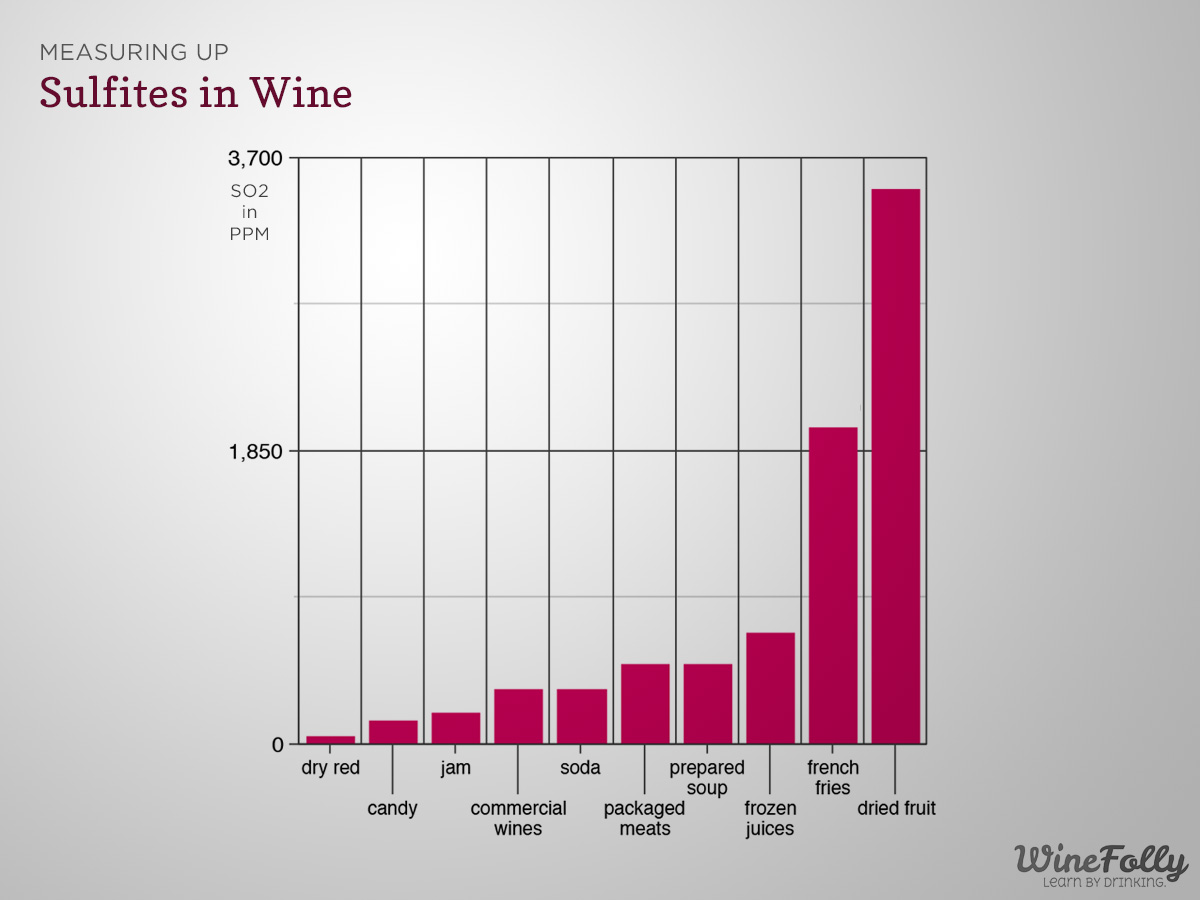 MEASURING UP
Sulfites in Wine
3,700
SO2
in
PPM
1,850
0
dry red
candy
jam
commercial
wines
soda
packaged
meats
prepared
soup
frozen
juices
french
fries
dried fruit
WineFolly
Learn by Drinking.